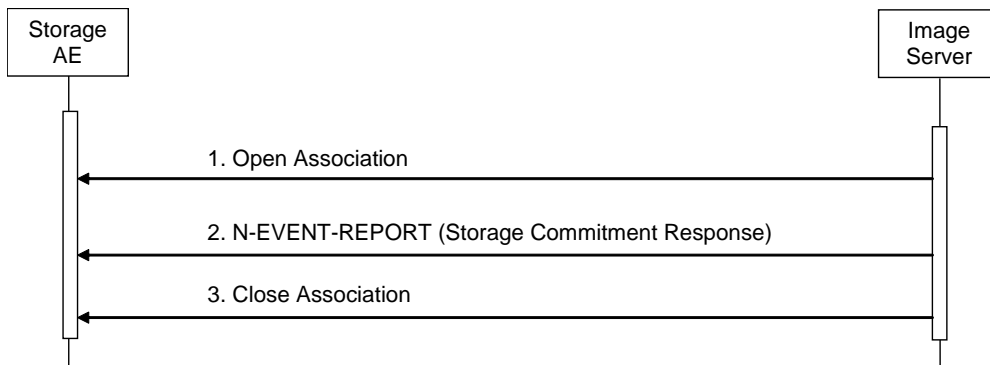 Storage
AE
Image
Server
1. Open Association
2. N-EVENT-REPORT (Storage Commitment Response)
3. Close Association